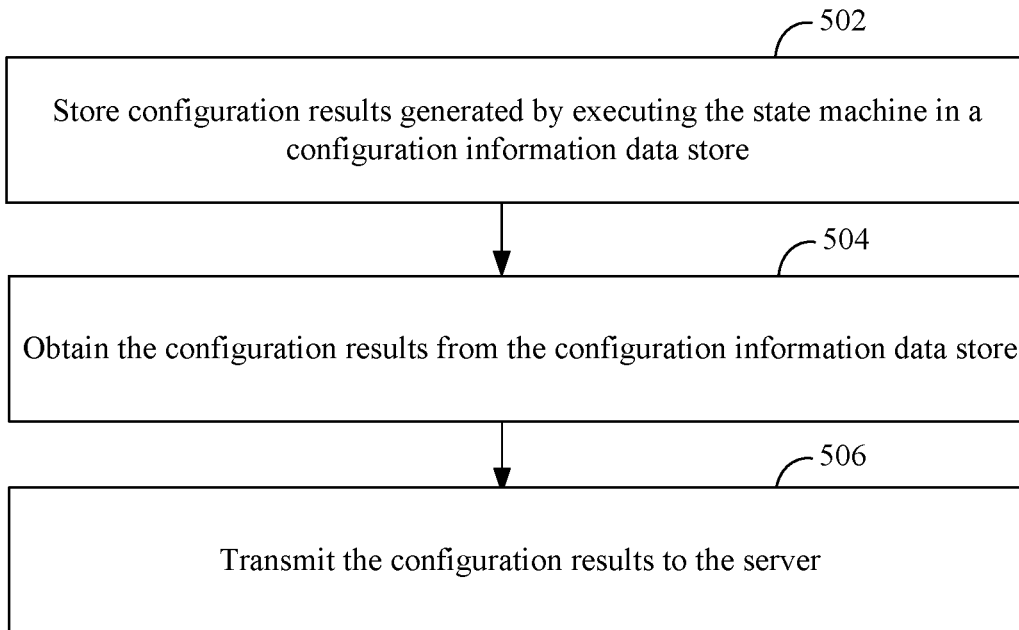 502
Store configuration results generated by executing the state machine in a
configuration information data store
504
Obtain the configuration results from the configuration information data store
506
Transmit the configuration results to the server